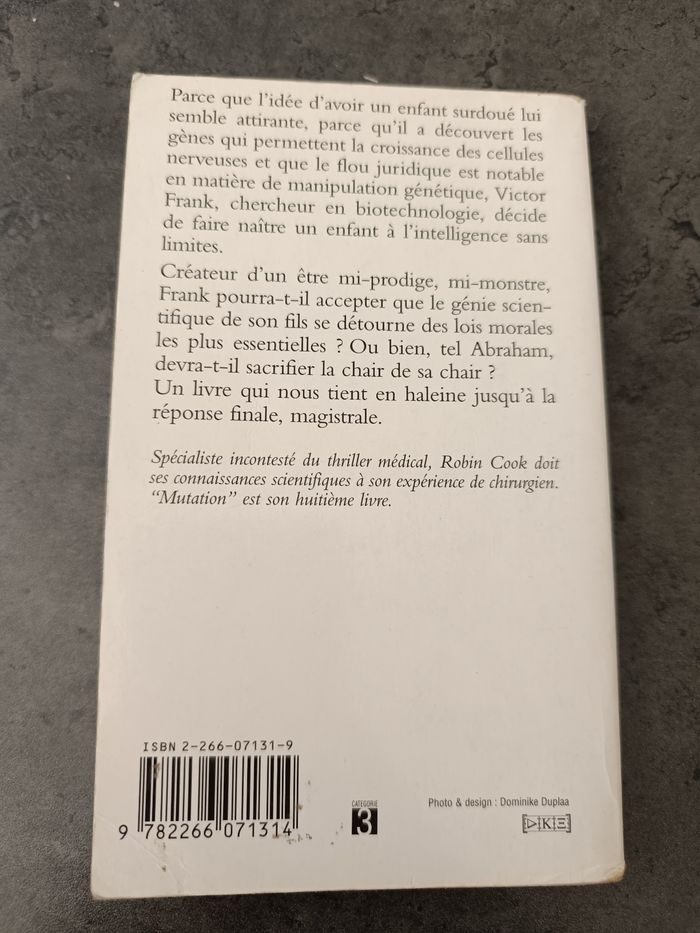 Parce que l'idée d'avoir un enfant surdoué lui
semble attirante, parce qu'il a découvert les
gènes qui permettent la croissance des cellules
nerveuses et que le flou juridique est notable
en matière de manipulation génétique, Victor
Frank, chercheur en biotechnologie, décide
de faire naître un enfant à l'intelligence sans
limites.
Créateur d'un être mi-prodige, mi-monstre,
Frank pourra-t-il accepter que le génie scien-
tifique de son fils se détourne des lois morales
les plus essentielles ? Ou bien, tel Abraham,
devra-t-il sacrifier la chair de sa chair ?
Un livre qui nous tient en haleine jusqu'à la
réponse finale, magistrale.
Spécialiste incontesté du thriller médical, Robin Cook doit
ses connaissances scientifiques à son expérience de chirurgien.
"Mutation" est son huitième livre.
ISBN 2-266-07131-9
9 782266 071314
CATEGORIE
3
Photo & design : Dominike Duplaa